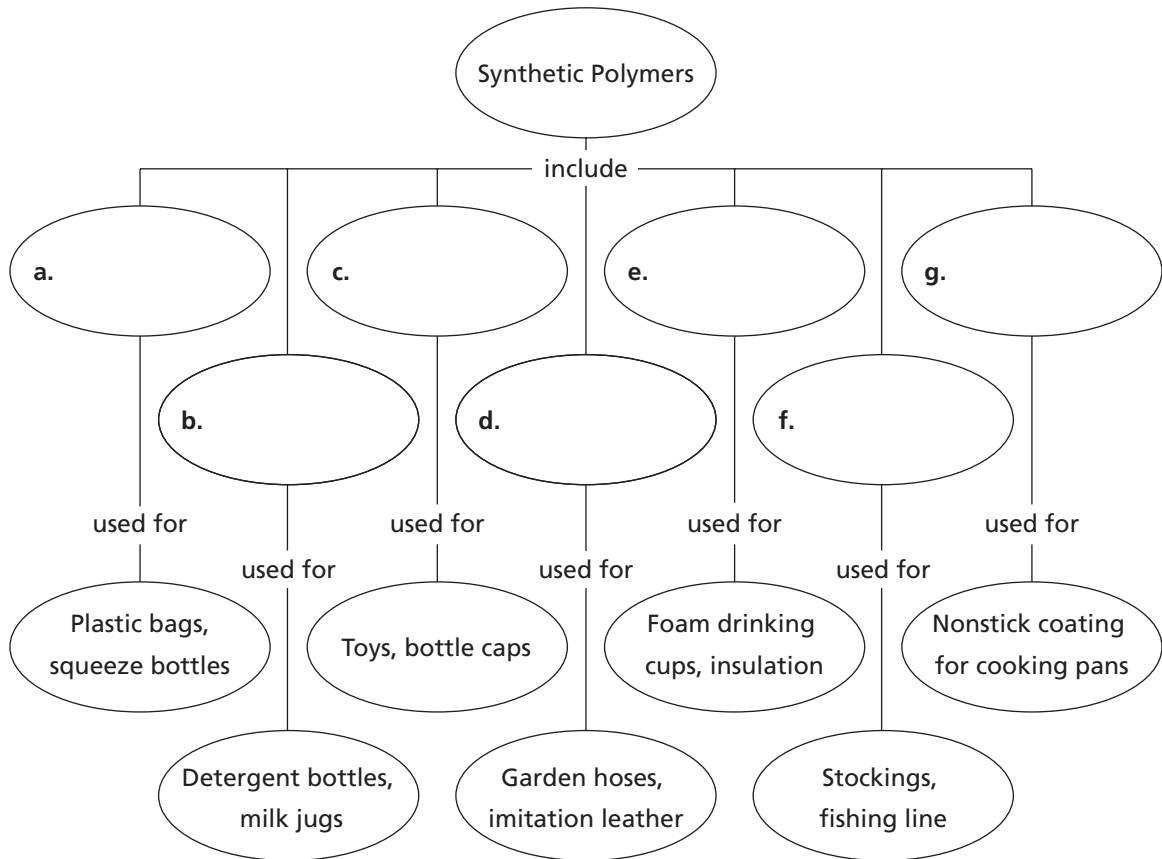 Synthetic Polymers
include
a.
c.
e.
g.
b.
d.
f.
used for
used for
used for
used for
used for
used for
used for
Plastic bags,
squeeze bottles
Toys, bottle caps
Foam drinking
cups, insulation
Nonstick coating
for cooking pans
Detergent bottles,
milk jugs
Garden hoses,
imitation leather
Stockings,
fishing line